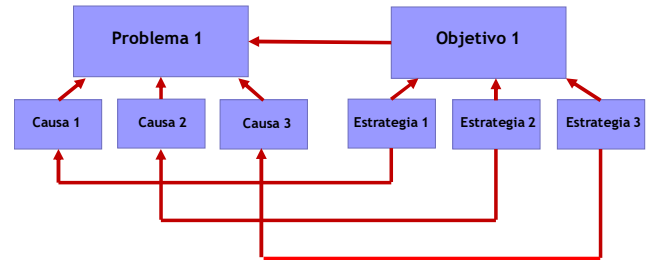 Problema 1
Objetivo 1
Causa 1
Causa 2
Causa 3
Estrategia 1
Estrategia 2
Estrategia 3